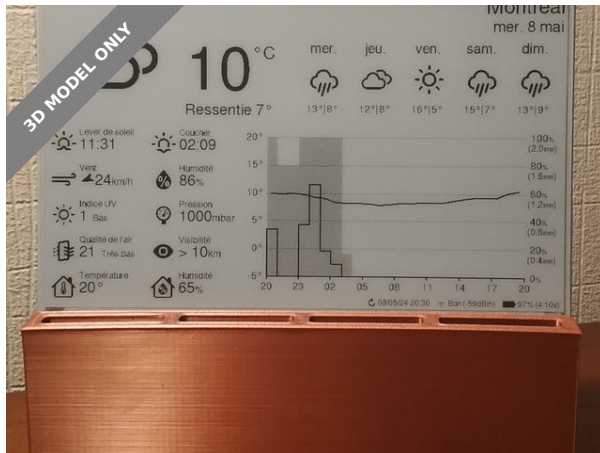 3D MODEL ONLY
Montréal
mer. 8 mai
10°C
Ressentie 7°
mer. jeu. ven. sam. dim.
13°|8° 12°|8° 16°|5° 15°|7° 13°|9°
Lever de soleil
11:31
Coucher
02:09
Vent
24km/h
Humidité
86%
Indice UV
1 Bas
Pression
1000mbar
Qualité de l'air
21 Très bas
Visibilité
> 10km
Température
20°
Humidité
65%
20° 100%
(2.0mm)
15° 80%
(1.6mm)
10° 60%
(1.2mm)
5° 40%
(0.8mm)
0° 20%
(0.4mm)
-5° 0%
20 23 02 05 08 11 14 17 20
08/05/24 20:30 Bon (-59dBm) 97% (4.10v)